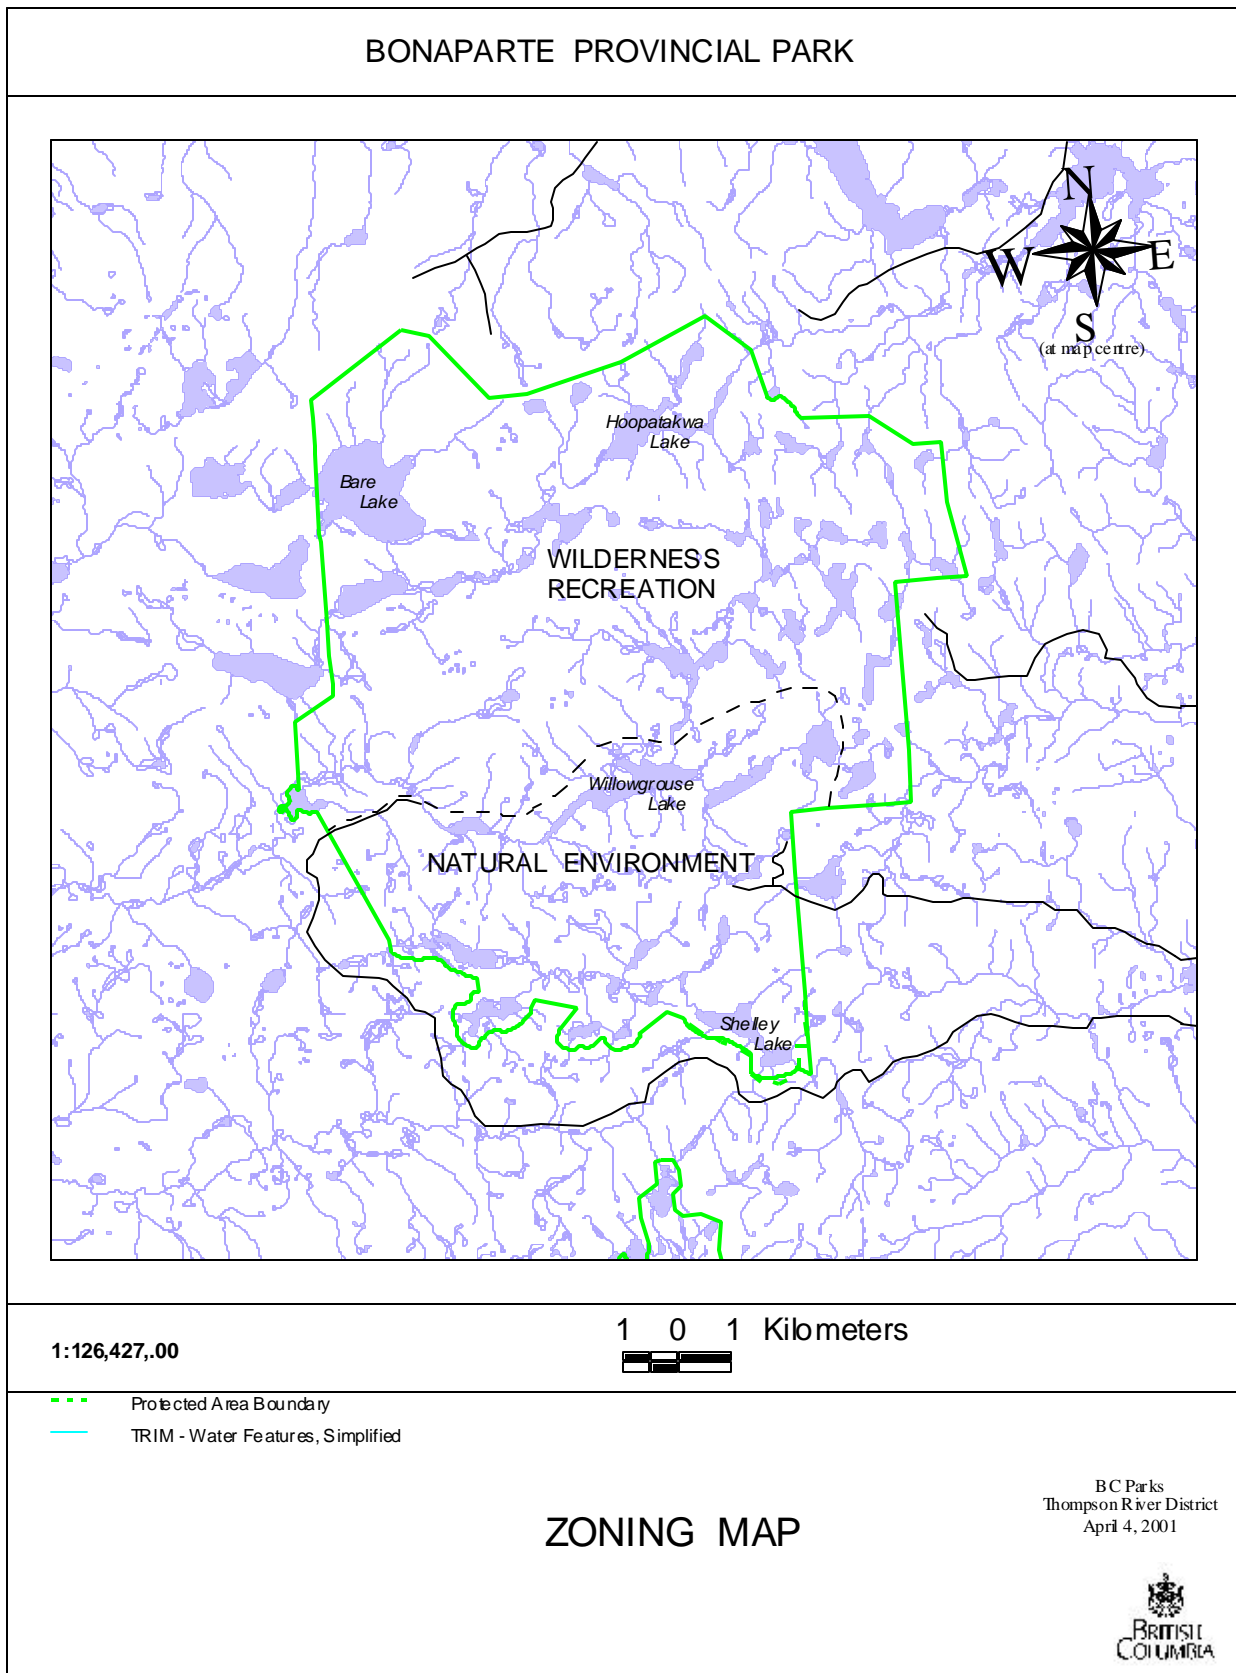 BONAPARTE PROVINCIAL PARK
N
W
E
S
(at map centre)
Hoopatakwa
Lake
Bare
Lake
WILDERNESS
RECREATION
Willowgrouse
Lake
NATURAL ENVIRONMENT
Shelley
Lake
1 0 1 Kilometers
1:126,427,.00
Protected Area Boundary
TRIM - Water Features, Simplified
BC Parks
Thompson River District
April 4, 2001
ZONING MAP
BRITISH
COLUMBIA